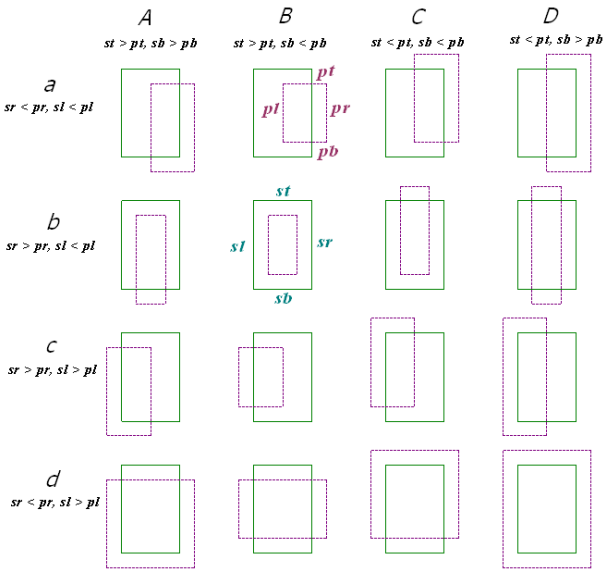 A B C D
st > pt, sb > pb st > pt, sb < pb st < pt, sb < pb st < pt, sb > pb
a
sr < pr, sl < pl
pt
pl pr
pb
st
b
sr > pr, sl < pl
sl sr
sb
c
sr > pr, sl > pl
d
sr < pr, sl > pl